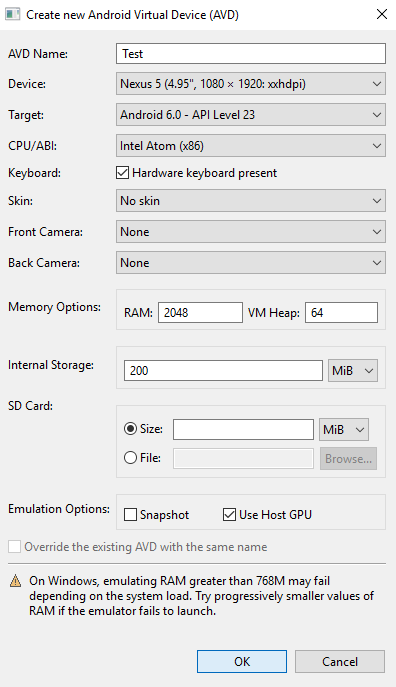 Create new Android Virtual Device (AVD)
AVD Name: Test
Device: Nexus 5 (4.95", 1080 × 1920: xxhdpi)
Target: Android 6.0 - API Level 23
CPU/ABI: Intel Atom (x86)
Keyboard: Hardware keyboard present
Skin: No skin
Front Camera: None
Back Camera: None
Memory Options: RAM: 2048 VM Heap: 64
Internal Storage: 200 MiB
SD Card:
Size: MiB
File: Browse...
Emulation Options: Snapshot Use Host GPU
Override the existing AVD with the same name
On Windows, emulating RAM greater than 768M may fail
depending on the system load. Try progressively smaller values of
RAM if the emulator fails to launch.
OK Cancel